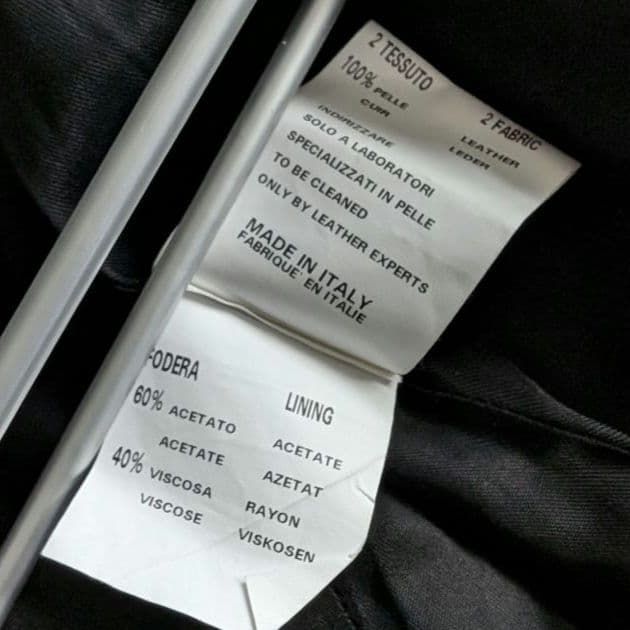 2 TESSUTO 2 FABRIC
100% PELLE LEATHER
CUIR LEDER
INDIRIZZARE
SOLO A LABORATORI
SPECIALIZZATI IN PELLE
TO BE CLEANED
ONLY BY LEATHER EXPERTS
MADE IN ITALY
FABRIQUE' EN ITALIE
FODERA LINING
60% ACETATO ACETATE
ACETATE AZETAT
40% VISCOSA RAYON
VISCOSE VISKOSEN